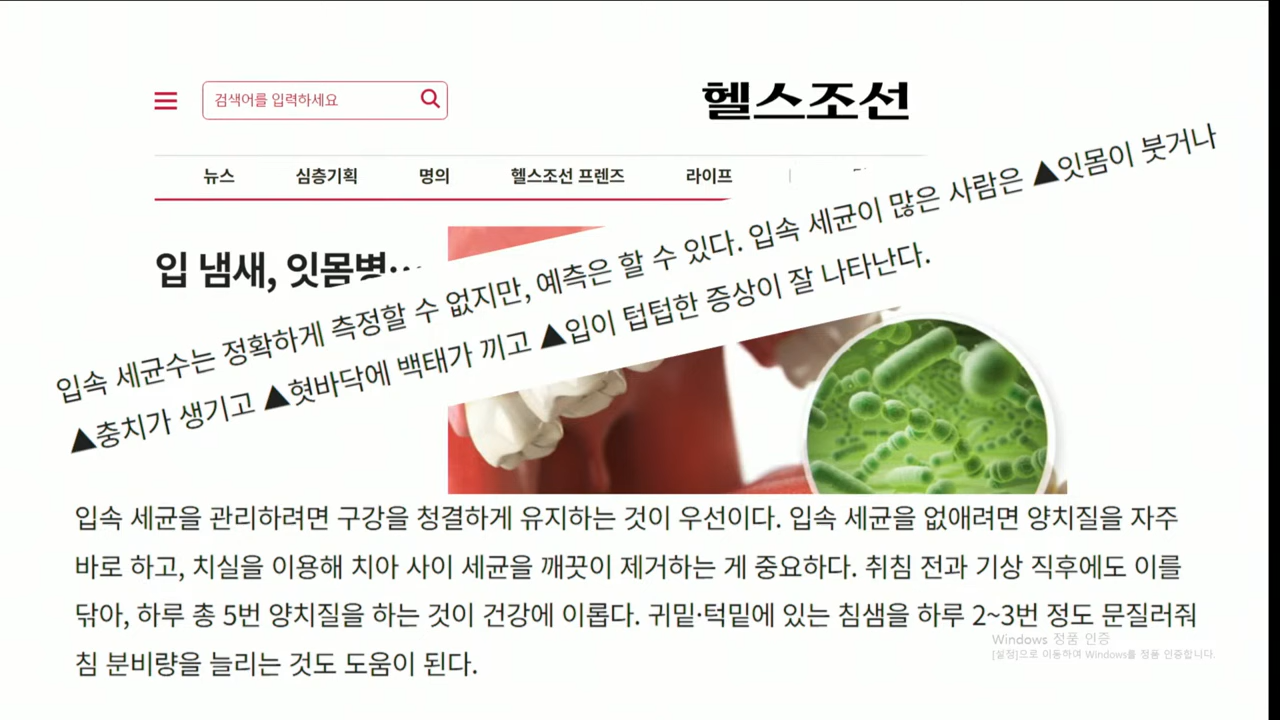 검색어를 입력하세요
헬스조선
뉴스 심층기획 명의 헬스조선 프렌즈 라이프
입 냄새, 잇몸병…
입속 세균수는 정확하게 측정할 수 없지만, 예측은 할 수 있다. 입속 세균이 많은 사람은 ▲잇몸이 붓거나
▲충치가 생기고 ▲혓바닥에 백태가 끼고 ▲입이 텁텁한 증상이 잘 나타난다.
입속 세균을 관리하려면 구강을 청결하게 유지하는 것이 우선이다. 입속 세균을 없애려면 양치질을 자주
바로 하고, 치실을 이용해 치아 사이 세균을 깨끗이 제거하는 게 중요하다. 취침 전과 기상 직후에도 이를
닦아, 하루 총 5번 양치질을 하는 것이 건강에 이롭다. 귀밑·턱밑에 있는 침샘을 하루 2~3번 정도 문질러줘
침 분비량을 늘리는 것도 도움이 된다.
Windows 정품 인증
[설정]으로 이동하여 Windows를 정품 인증합니다.